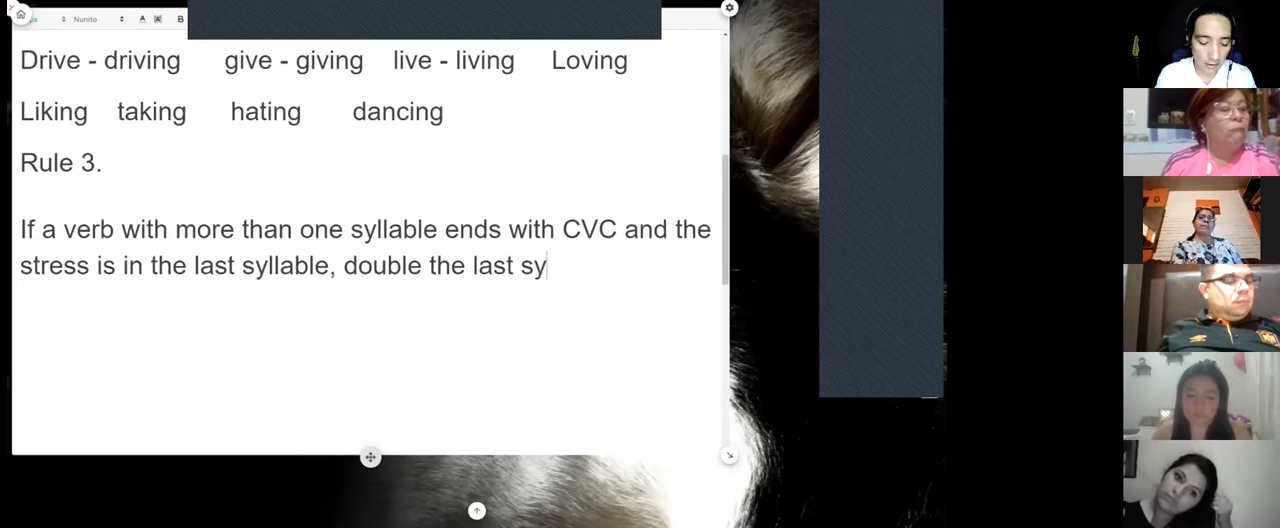 Nunito A A B
Drive - driving give - giving live - living Loving
Liking taking hating dancing
Rule 3.
If a verb with more than one syllable ends with CVC and the
stress is in the last syllable, double the last sy